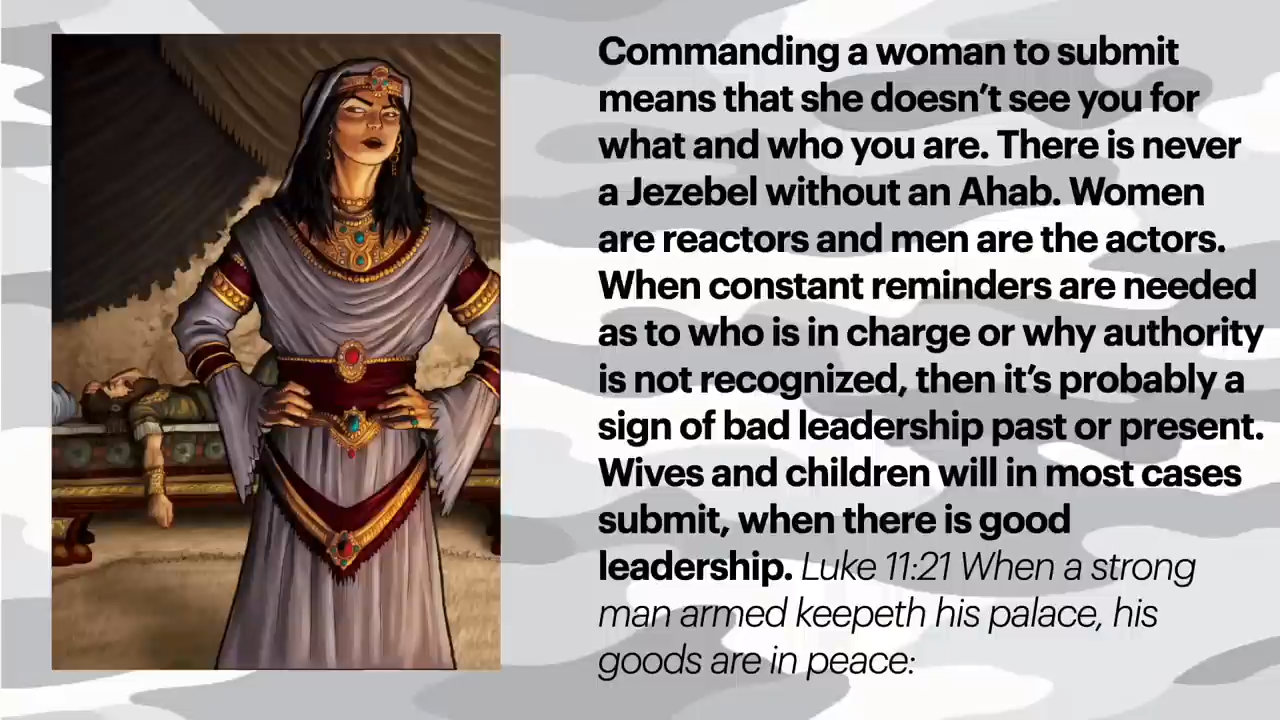 Commanding a woman to submit
means that she doesn’t see you for
what and who you are. There is never
a Jezebel without an Ahab. Women
are reactors and men are the actors.
When constant reminders are needed
as to who is in charge or why authority
is not recognized, then it’s probably a
sign of bad leadership past or present.
Wives and children will in most cases
submit, when there is good
leadership. Luke 11:21 When a strong
man armed keepeth his palace, his
goods are in peace: